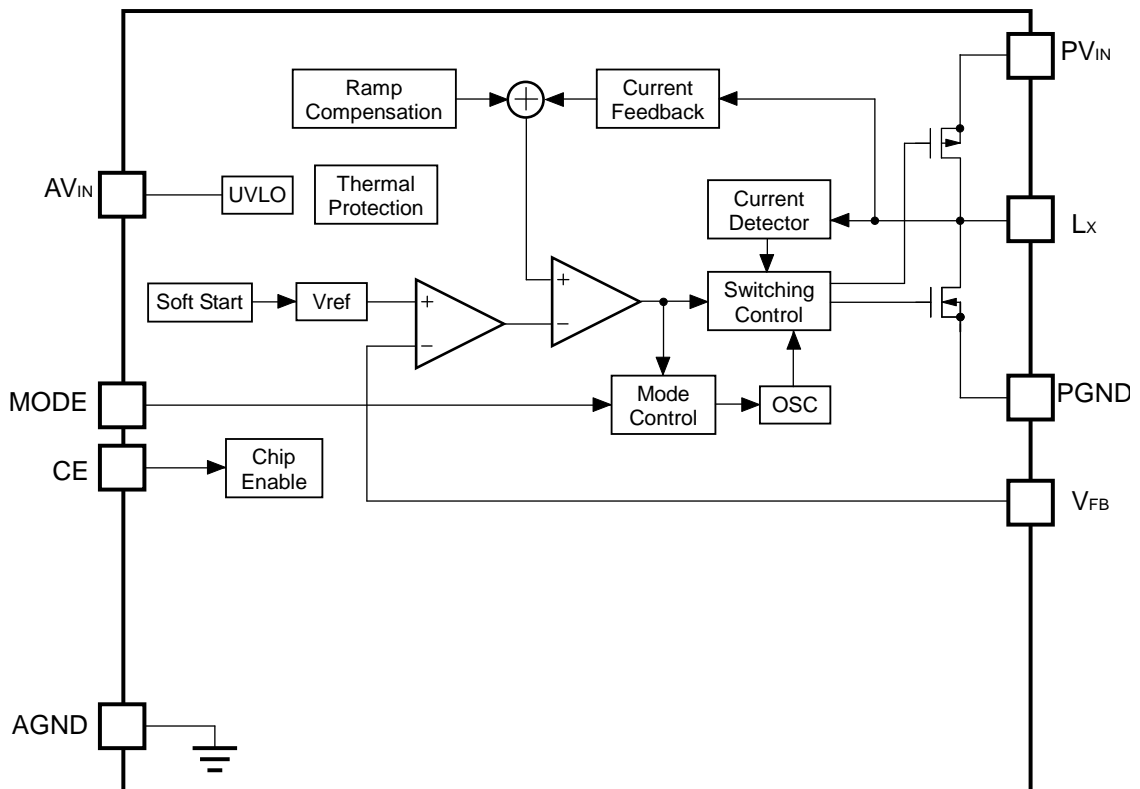 PVIN
Ramp
Compensation
Current
Feedback
AVIN
UVLO
Thermal
Protection
Current
Detector
LX
Soft Start
Vref
+
−
+
−
Switching
Control
MODE
Mode
Control
OSC
PGND
CE
Chip
Enable
VFB
AGND